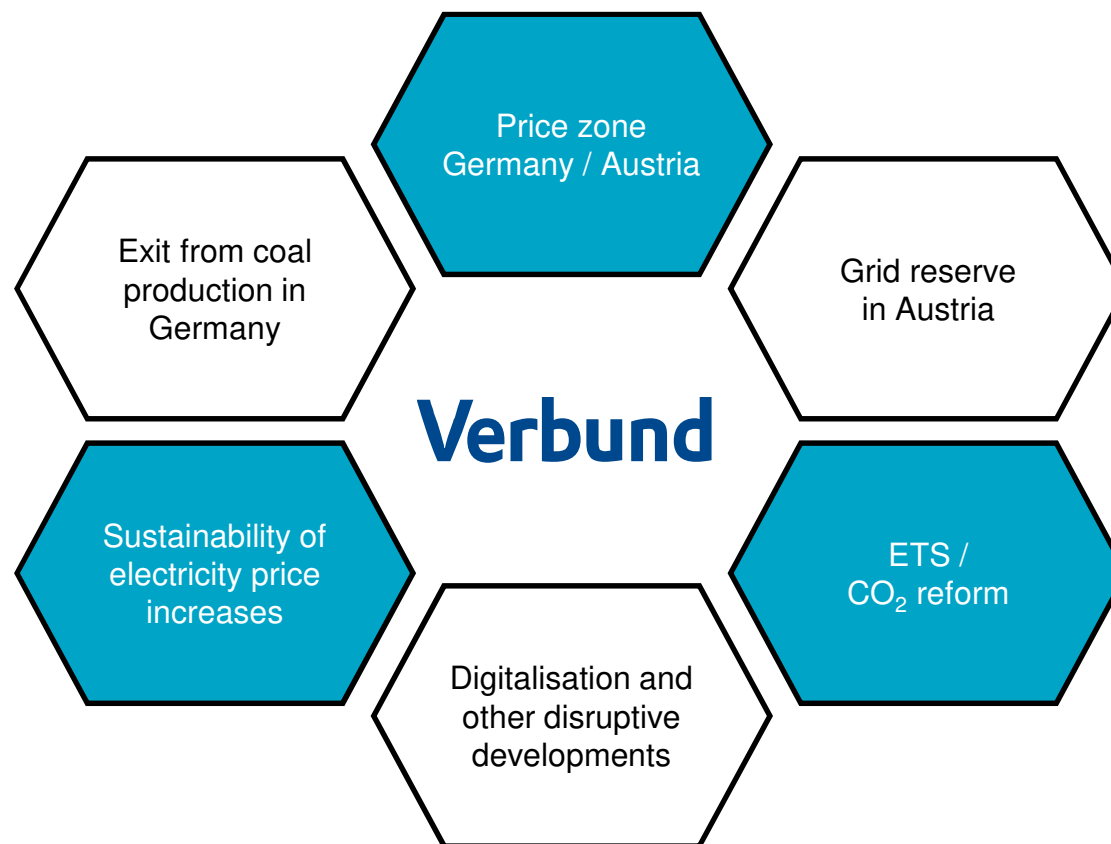 Price zone
Germany / Austria
Exit from coal
production in
Germany
Grid reserve
in Austria
Verbund
Sustainability of
electricity price
increases
ETS /
CO₂ reform
Digitalisation and
other disruptive
developments